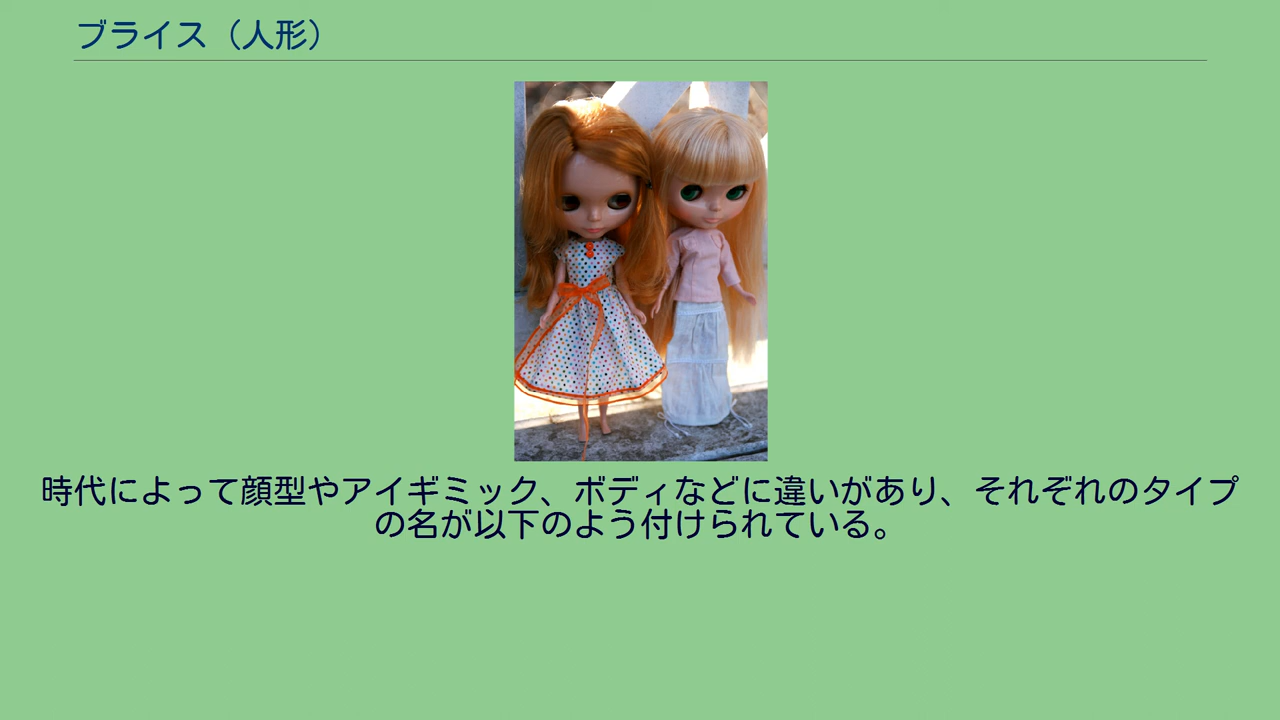 ブライス（人形）
時代によって顔型やアイギミック、ボディなどに違いがあり、それぞれのタイプ
の名が以下のよう付けられている。